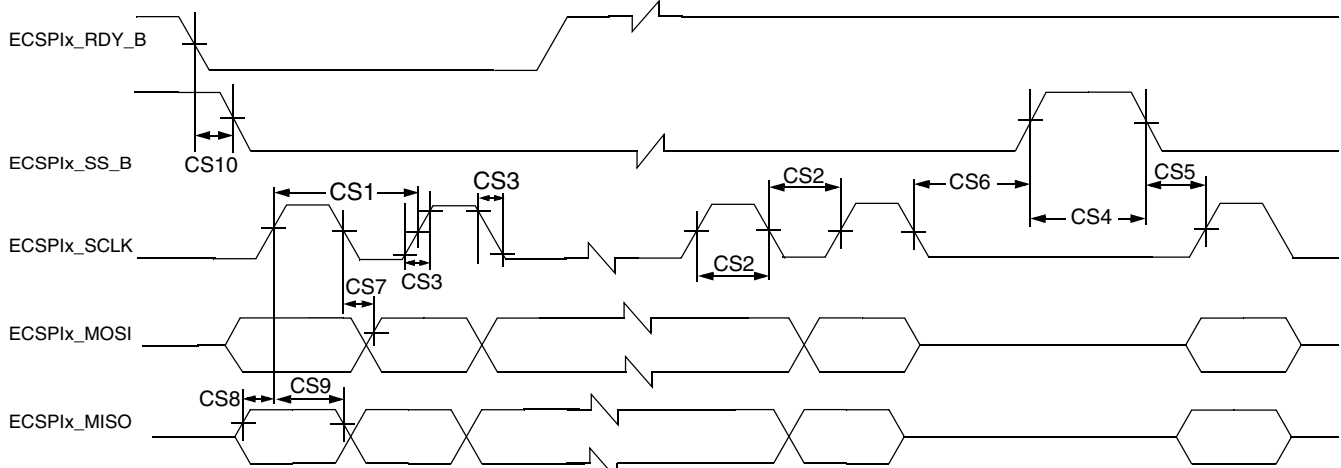 ECSPIx_RDY_B
ECSPIx_SS_B
CS10
CS1
CS3
CS2
CS6
CS5
CS4
ECSPIx_SCLK
CS3
CS2
CS7
ECSPIx_MOSI
CS8
CS9
ECSPIx_MISO